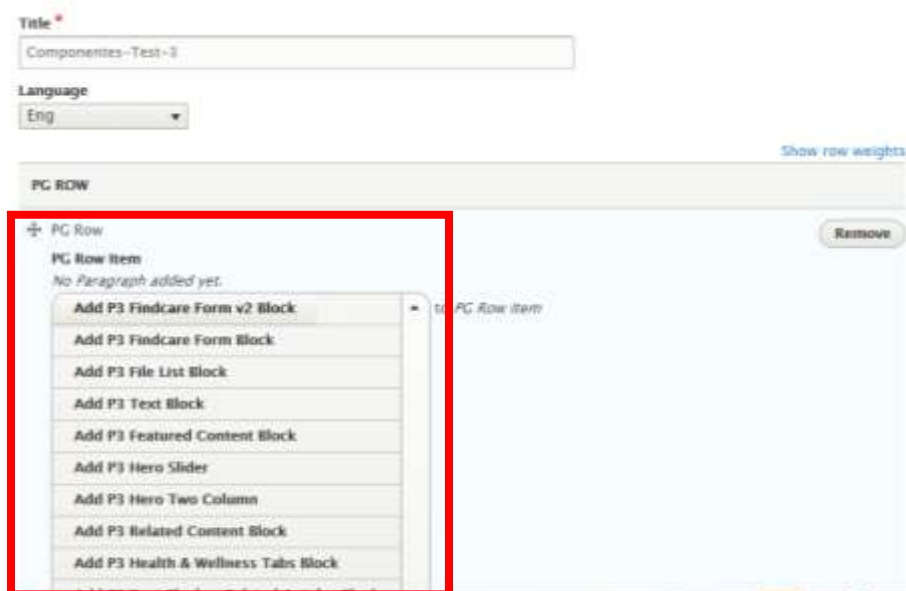 Title *
Componentes-Test-3
Language
Eng
Show row weights
PG ROW
PG Row
Remove
PG Row Item
No Paragraph added yet.
Add P3 Findcare Form v2 Block
to PG Row Item
Add P3 Findcare Form Block
Add P3 File List Block
Add P3 Text Block
Add P3 Featured Content Block
Add P3 Hero Slider
Add P3 Hero Two Column
Add P3 Related Content Block
Add P3 Health & Wellness Tabs Block